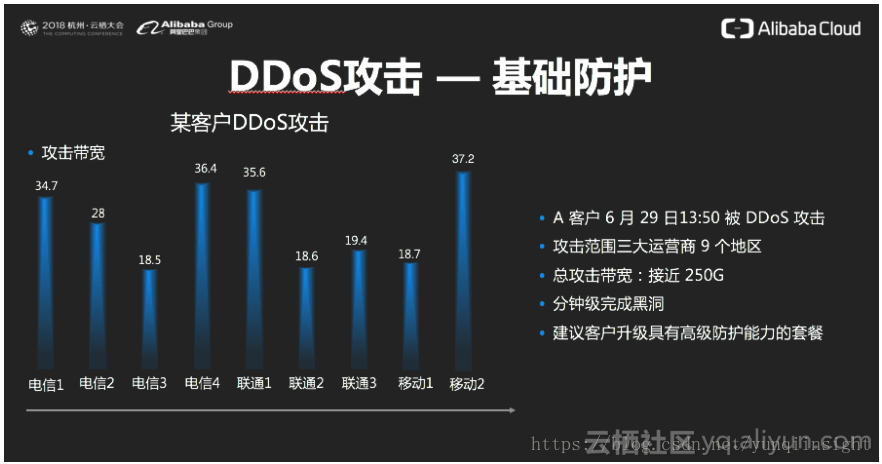 2018 杭州·云栖大会
THE COMPUTING CONFERENCE
Alibaba Group
阿里巴巴集团
Alibaba Cloud
DDoS攻击 — 基础防护
某客户DDoS攻击
• 攻击带宽
34.7
28
18.5
36.4
35.6
18.6
19.4
18.7
37.2
电信1
电信2
电信3
电信4
联通1
联通2
联通3
移动1
移动2
• A 客户 6 月 29 日13:50 被 DDoS 攻击
• 攻击范围三大运营商 9 个地区
• 总攻击带宽：接近 250G
• 分钟级完成黑洞
• 建议客户升级具有高级防护能力的套餐
云栖社区 yq.aliyun.com
https://blog.csdn.net/yunqiinsight